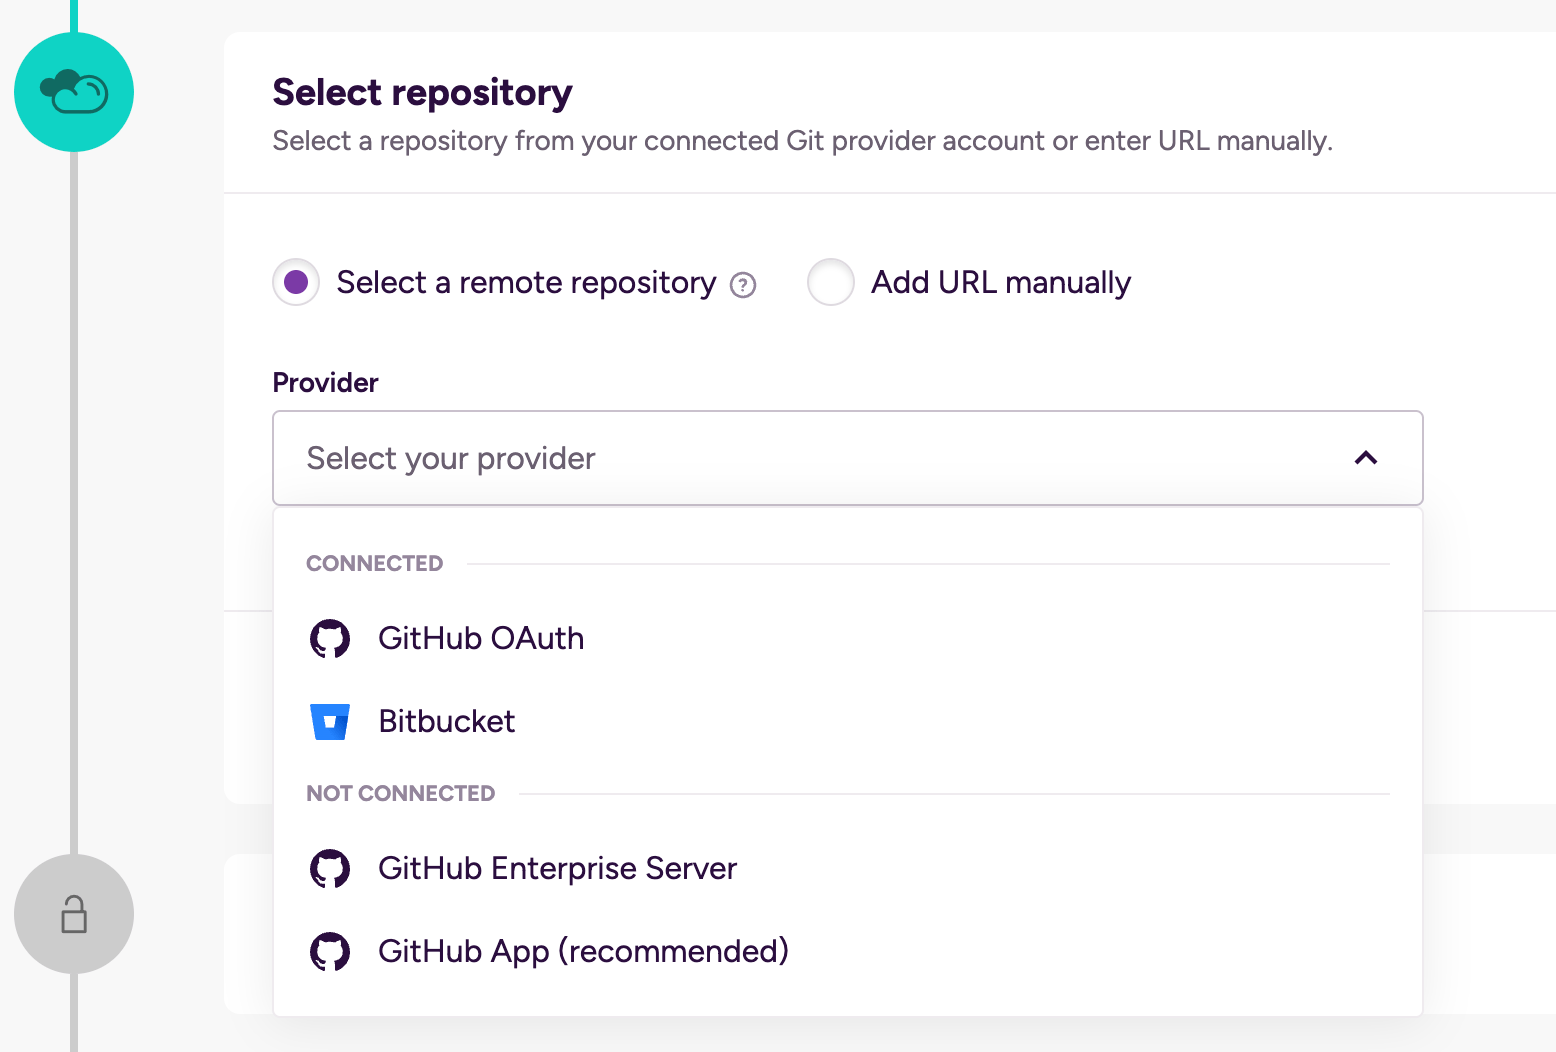 Select repository
Select a repository from your connected Git provider account or enter URL manually.
Select a remote repository ? Add URL manually
Provider
Select your provider
CONNECTED
GitHub OAuth
Bitbucket
NOT CONNECTED
GitHub Enterprise Server
GitHub App (recommended)